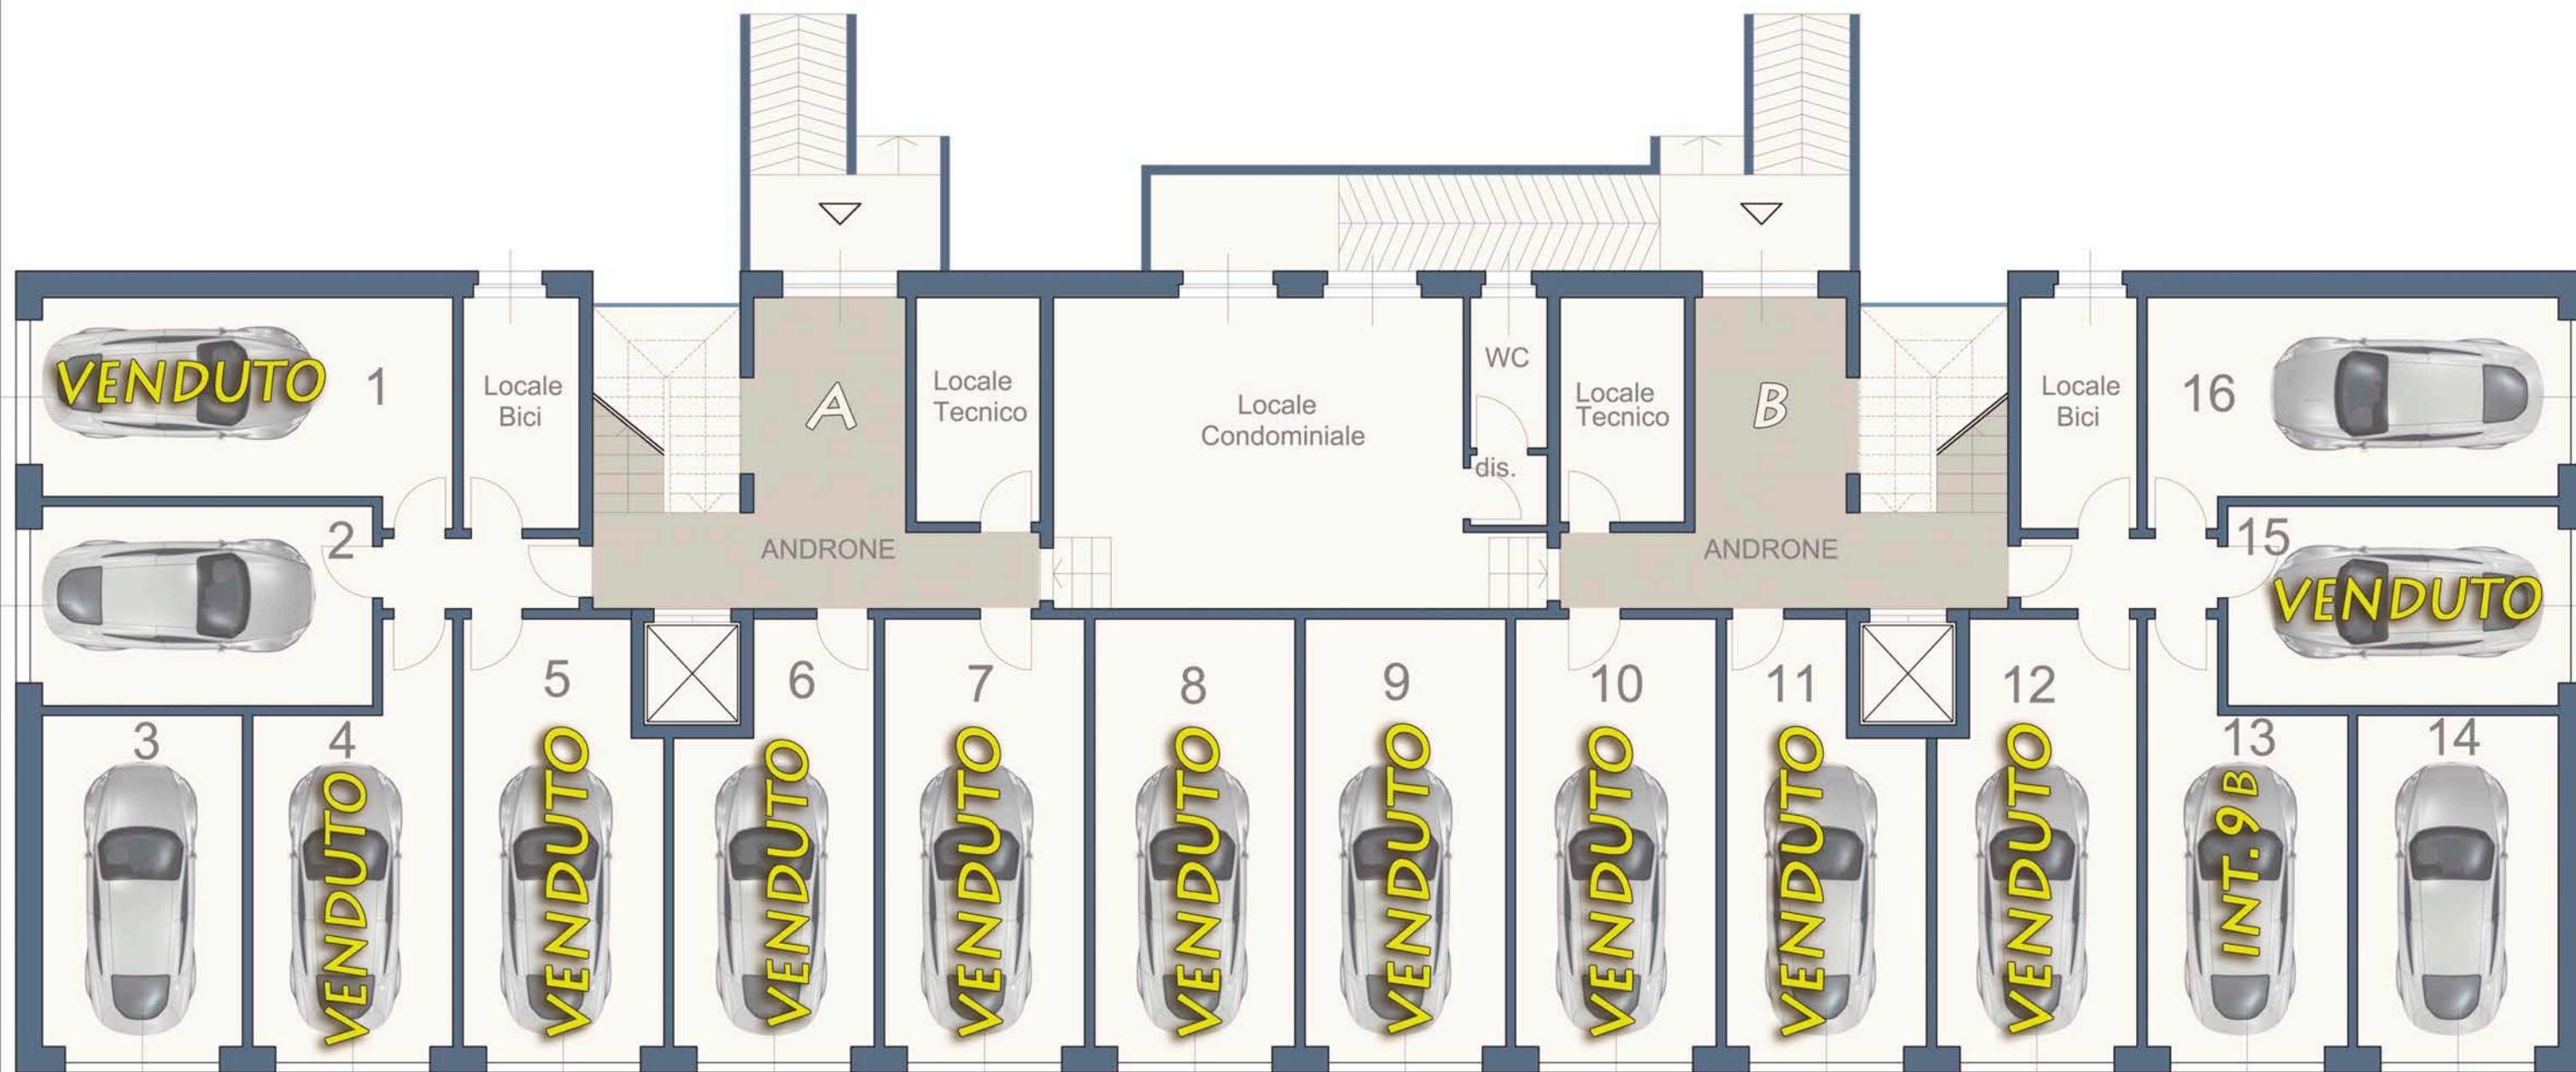 VENDUTO 1
Locale
Bici
A
Locale
Tecnico
Locale
Condominiale
WC
dis.
Locale
Tecnico
B
Locale
Bici
16
2
ANDRONE
ANDRONE
15
VENDUTO
3
4
VENDUTO
5
VENDUTO
6
VENDUTO
7
VENDUTO
8
VENDUTO
9
VENDUTO
10
VENDUTO
11
VENDUTO
12
VENDUTO
13
INT. 9 B
14